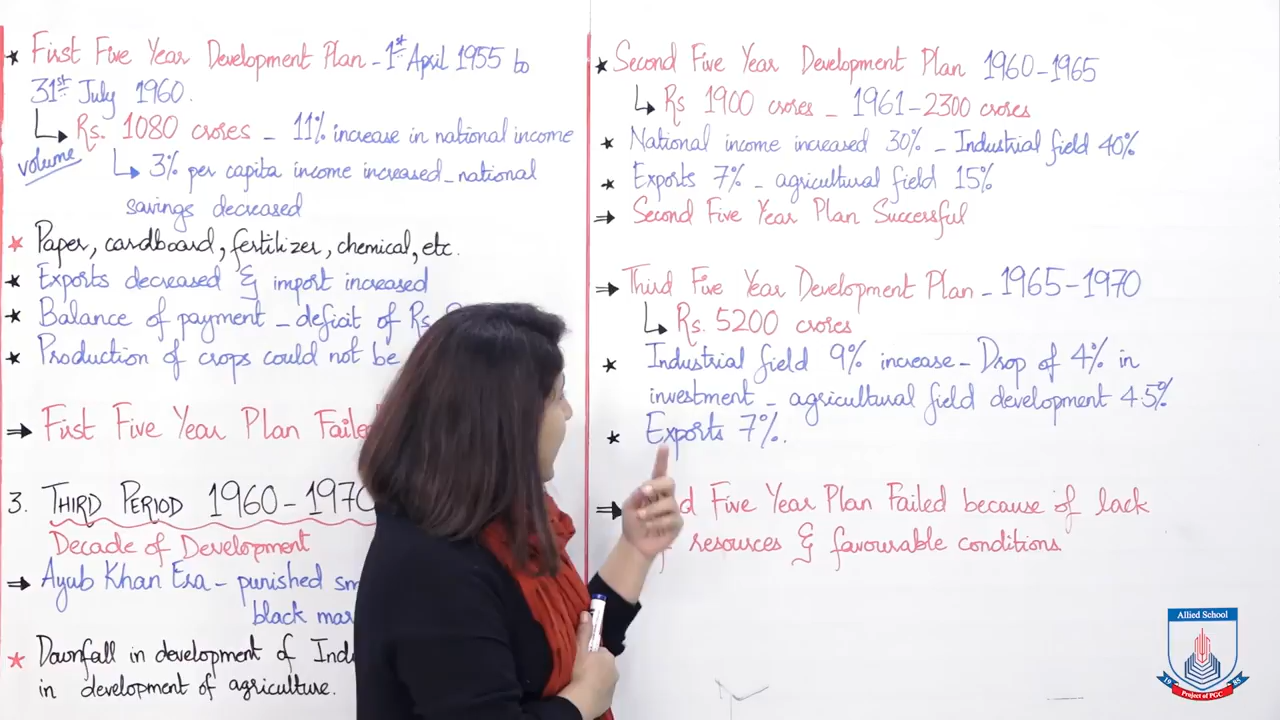 * First Five Year Development Plan - 1st April 1955 to
31st July 1960.
↳ Rs. 1080 crores - 11% increase in national income
volume
↳ 3% per capita income increased - national
savings decreased
* Paper, cardboard, fertilizer, chemical, etc.
* Exports decreased & import increased
* Balance of payment - deficit of Rs.
* Production of crops could not be
⇒ First Five Year Plan Failed
3. THIRD PERIOD 1960-1970
Decade of Development
⇒ Ayub Khan Era - punished
black
* Downfall in development of
in development of agriculture.
* Second Five Year Development Plan 1960-1965
↳ Rs 1900 crores - 1961-2300 crores
* National income increased 30% - Industrial field 40%
* Exports 7% - agricultural field 15%
⇒ Second Five Year Plan Successful
⇒ Third Five Year Development Plan - 1965-1970
↳ Rs. 5200 crores
* Industrial field 9% increase - Drop of 4% in
investment - agricultural field development 4.5%
* Exports 7%.
⇒ Five Year Plan Failed because of lack
resources & favourable conditions.
Allied School
19 85
Project of PGC